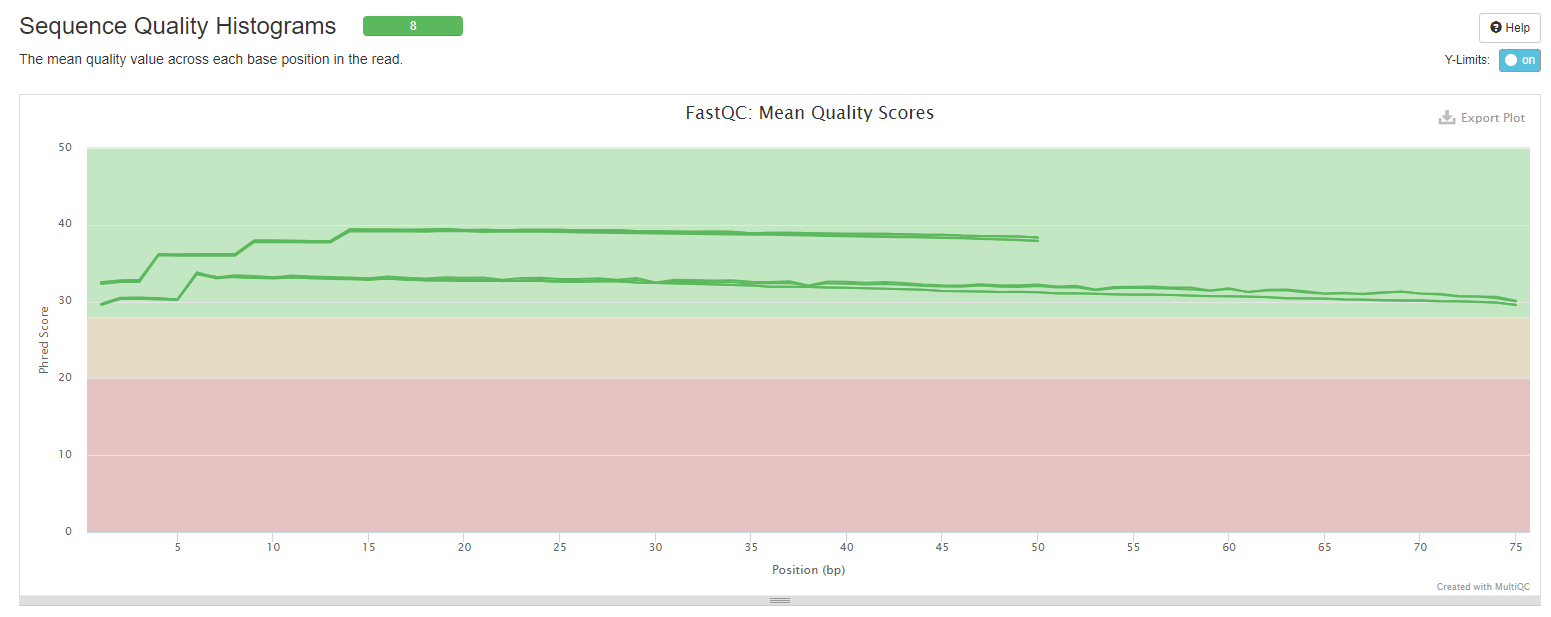 Sequence Quality Histograms
8
Help
The mean quality value across each base position in the read.
Y-Limits: on
FastQC: Mean Quality Scores
Export Plot
50
40
30
20
10
0
Phred Score
5 10 15 20 25 30 35 40 45 50 55 60 65 70 75
Position (bp)
Created with MultiQC